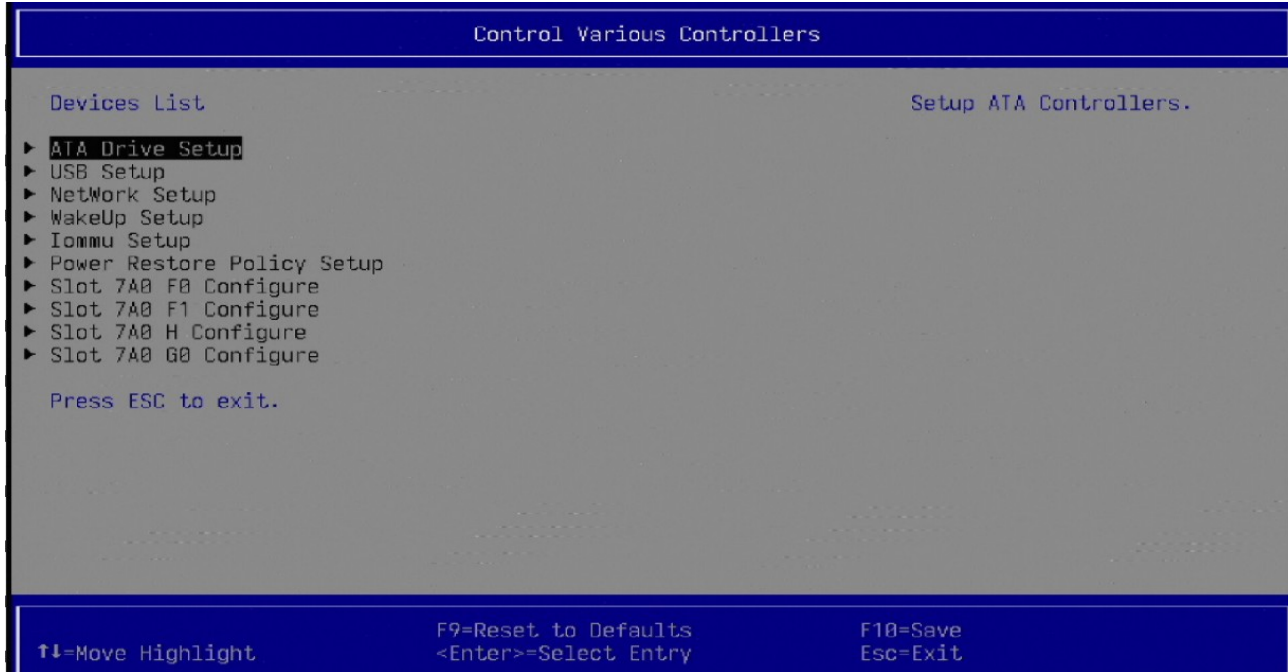 Control Various Controllers
Devices List
Setup ATA Controllers.
► ATA Drive Setup
► USB Setup
► NetWork Setup
► WakeUp Setup
► Iommu Setup
► Power Restore Policy Setup
► Slot 7A0 F0 Configure
► Slot 7A0 F1 Configure
► Slot 7A0 H Configure
► Slot 7A0 G0 Configure
Press ESC to exit.
F9=Reset to Defaults
F10=Save
↑↓=Move Highlight
<Enter>=Select Entry
Esc=Exit